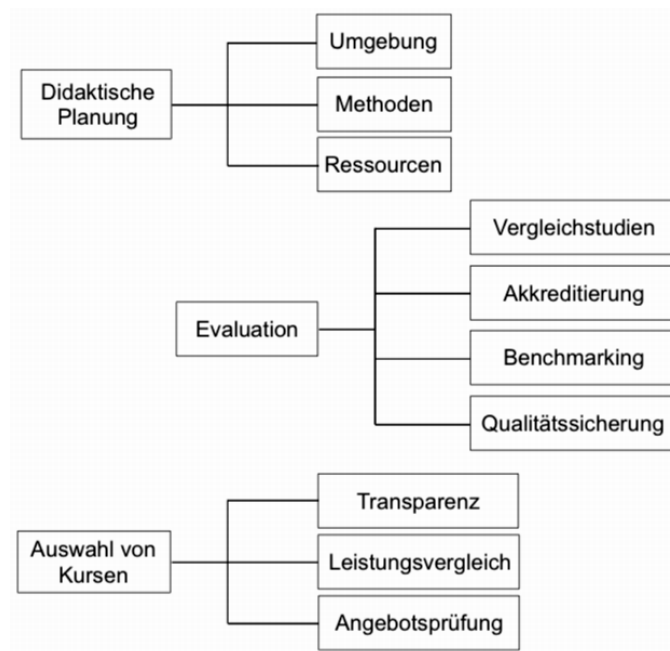 Umgebung
Didaktische
Planung
Methoden
Ressourcen
Vergleichstudien
Akkreditierung
Evaluation
Benchmarking
Qualitätssicherung
Transparenz
Auswahl von
Kursen
Leistungsvergleich
Angebotsprüfung